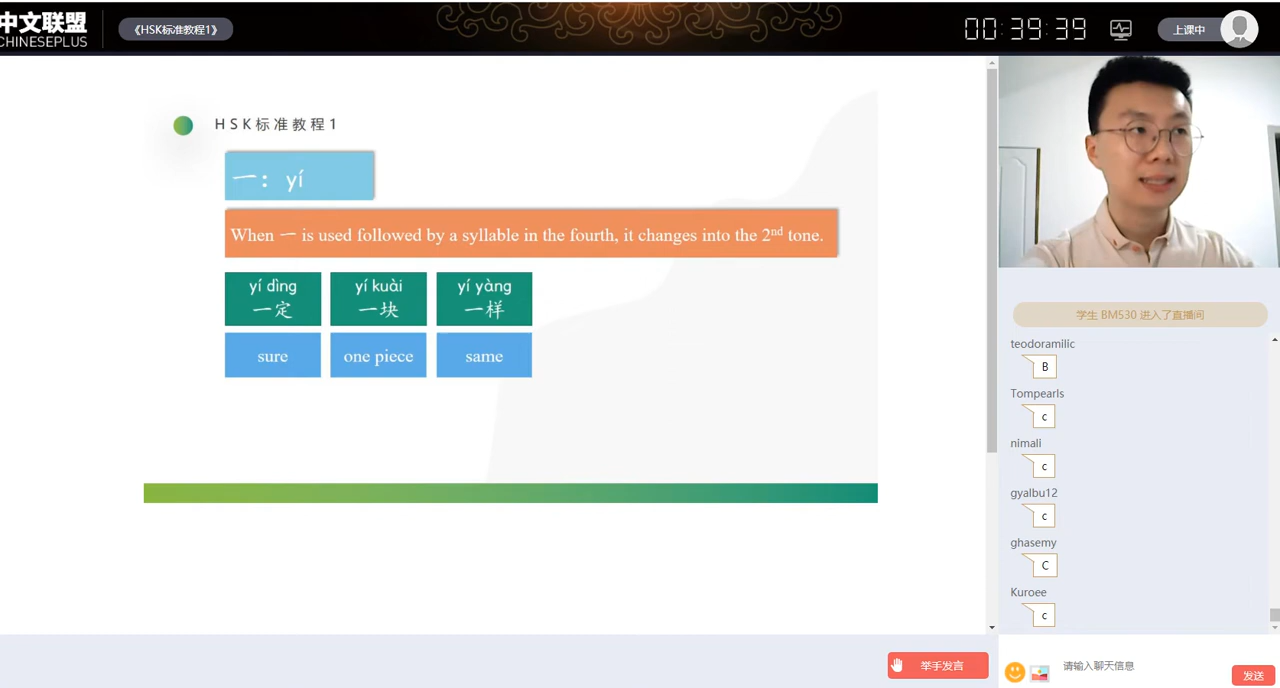 中文联盟
CHINESEPLUS
《HSK标准教程1》
00:39:39
上课中
HSK标准教程1
一： yí
When 一 is used followed by a syllable in the fourth, it changes into the 2nd tone.
yí dìng
一定
yí kuài
一块
yí yàng
一样
sure
one piece
same
学生 BM530 进入了直播间
teodoramilic
B
Tompearls
c
nimali
c
gyalbu12
c
ghasemy
C
Kuroee
c
举手发言
请输入聊天信息
发送